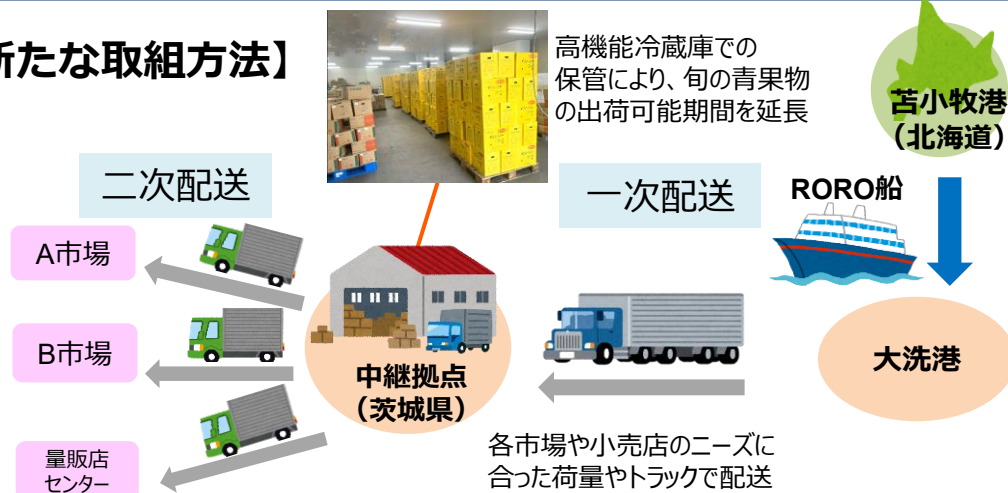 新たな取組方法】
高機能冷蔵庫での
保管により、旬の青果物
の出荷可能期間を延長
苫小牧港
（北海道）
二次配送
一次配送
RORO船
A市場
B市場
量販店
センター
中継拠点
（茨城県）
大洗港
各市場や小売店のニーズに
合った荷量やトラックで配送